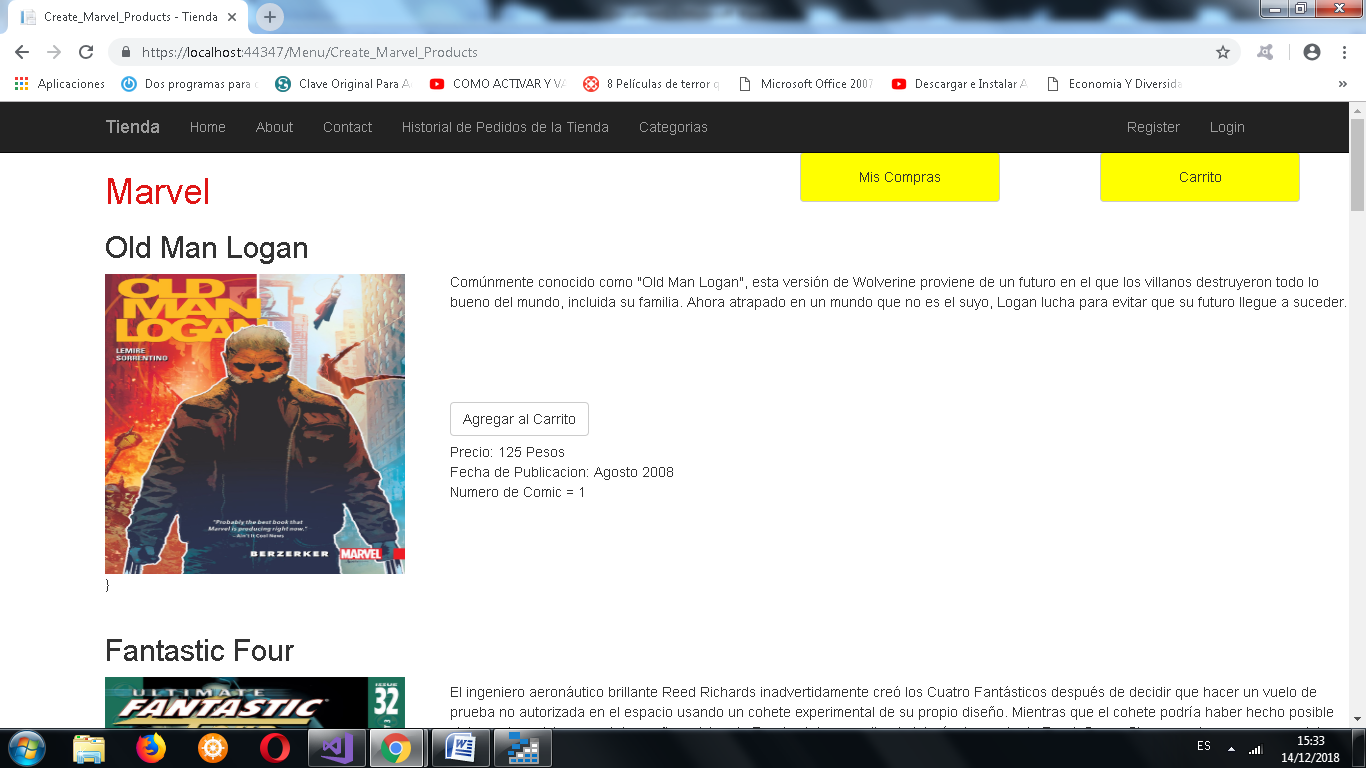 Create_Marvel_Products - Tienda
https://localhost:44347/Menu/Create_Marvel_Products
Aplicaciones
Dos programas para
Clave Original Para A
COMO ACTIVAR Y VA
8 Películas de terror q
Microsoft Office 2007
Descargar e Instalar A
Economia Y Diversida
»
Tienda
Home
About
Contact
Historial de Pedidos de la Tienda
Categorias
Register
Login
Marvel
Mis Compras
Carrito
Old Man Logan
OLD
MAN
LOGAN
LEMIRE
SORRENTINO
"Probably the best book that
Marvel is producing right now."
—Ain't It Cool News
BERZERKER
MARVEL
Comúnmente conocido como "Old Man Logan", esta versión de Wolverine proviene de un futuro en el que los villanos destruyeron todo lo
bueno del mundo, incluida su familia. Ahora atrapado en un mundo que no es el suyo, Logan lucha para evitar que su futuro llegue a suceder.
Agregar al Carrito
Precio: 125 Pesos
Fecha de Publicacion: Agosto 2008
Numero de Comic = 1
}
Fantastic Four
ULTIMATE
FANTASTIC
ISSUE
32
El ingeniero aeronáutico brillante Reed Richards inadvertidamente creó los Cuatro Fantásticos después de decidir que hacer un vuelo de
prueba no autorizada en el espacio usando un cohete experimental de su propio diseño. Mientras que el cohete podría haber hecho posible
ES
15:33
14/12/2018